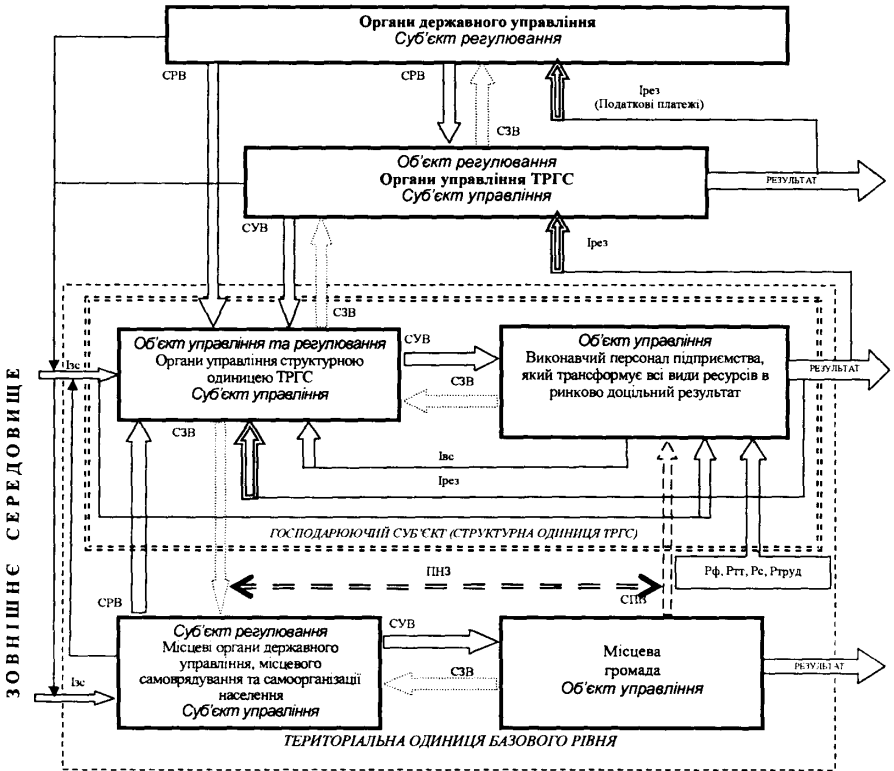 Органи державного управління
Суб'єкт регулювання
СРВ
СРВ
СЗВ
Ірез
(Податкові платежі)
Об'єкт регулювання
Органи управління ТРГС
Суб'єкт управління
РЕЗУЛЬТАТ
СУВ
СЗВ
Ірез
ЗОВНІШНЄ СЕРЕДОВИЩЕ
Ізс
Об'єкт управління та регулювання
Органи управління структурною
одиницею ТРГС
Суб'єкт управління
СУВ
СЗВ
Об'єкт управління
Виконавчий персонал підприємства,
який трансформує всі види ресурсів в
ринково доцільний результат
РЕЗУЛЬТАТ
СЗВ
Івс
Ірез
ГОСПОДАРЮЮЧИЙ СУБ'ЄКТ (СТРУКТУРНА ОДИНИЦЯ ТРГС)
ПНЗ
Рф, Ртт, Рс, Ртруд
СРВ
СПВ
Ізс
Суб'єкт регулювання
Місцеві органи державного
управління, місцевого
самоврядування та самоорганізації
населення
Суб'єкт управління
СУВ
СЗВ
Місцева
громада
Об'єкт управління
РЕЗУЛЬТАТ
ТЕРИТОРІАЛЬНА ОДИНИЦЯ БАЗОВОГО РІВНЯ